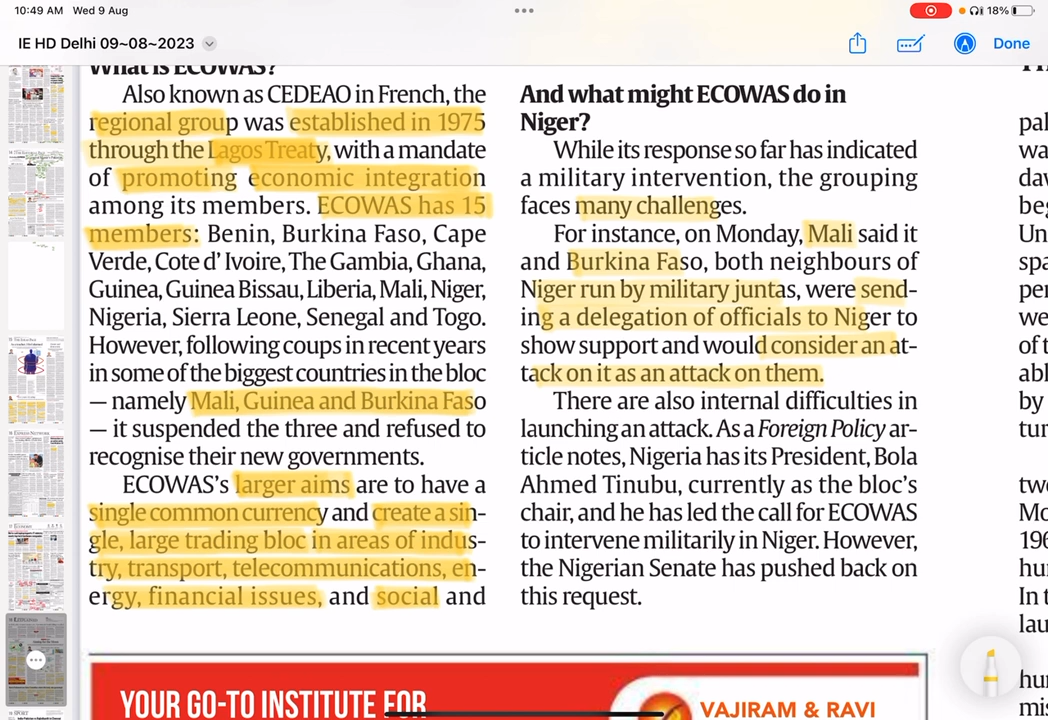 10:49 AM Wed 9 Aug
18%
IE HD Delhi 09~08~2023
Done
What is ECOWAS?
Also known as CEDEAO in French, the
regional group was established in 1975
through the Lagos Treaty, with a mandate
of promoting economic integration
among its members. ECOWAS has 15
members: Benin, Burkina Faso, Cape
Verde, Cote d' Ivoire, The Gambia, Ghana,
Guinea, Guinea Bissau, Liberia, Mali, Niger,
Nigeria, Sierra Leone, Senegal and Togo.
However, following coups in recent years
in some of the biggest countries in the bloc
— namely Mali, Guinea and Burkina Faso
— it suspended the three and refused to
recognise their new governments.
ECOWAS's larger aims are to have a
single common currency and create a sin-
gle, large trading bloc in areas of indus-
try, transport, telecommunications, en-
ergy, financial issues, and social and
And what might ECOWAS do in
Niger?
While its response so far has indicated
a military intervention, the grouping
faces many challenges.
For instance, on Monday, Mali said it
and Burkina Faso, both neighbours of
Niger run by military juntas, were send-
ing a delegation of officials to Niger to
show support and would consider an at-
tack on it as an attack on them.
There are also internal difficulties in
launching an attack. As a Foreign Policy ar-
ticle notes, Nigeria has its President, Bola
Ahmed Tinubu, currently as the bloc's
chair, and he has led the call for ECOWAS
to intervene militarily in Niger. However,
the Nigerian Senate has pushed back on
this request.
YOUR GO-TO INSTITUTE FOR
VAJIRAM & RAVI